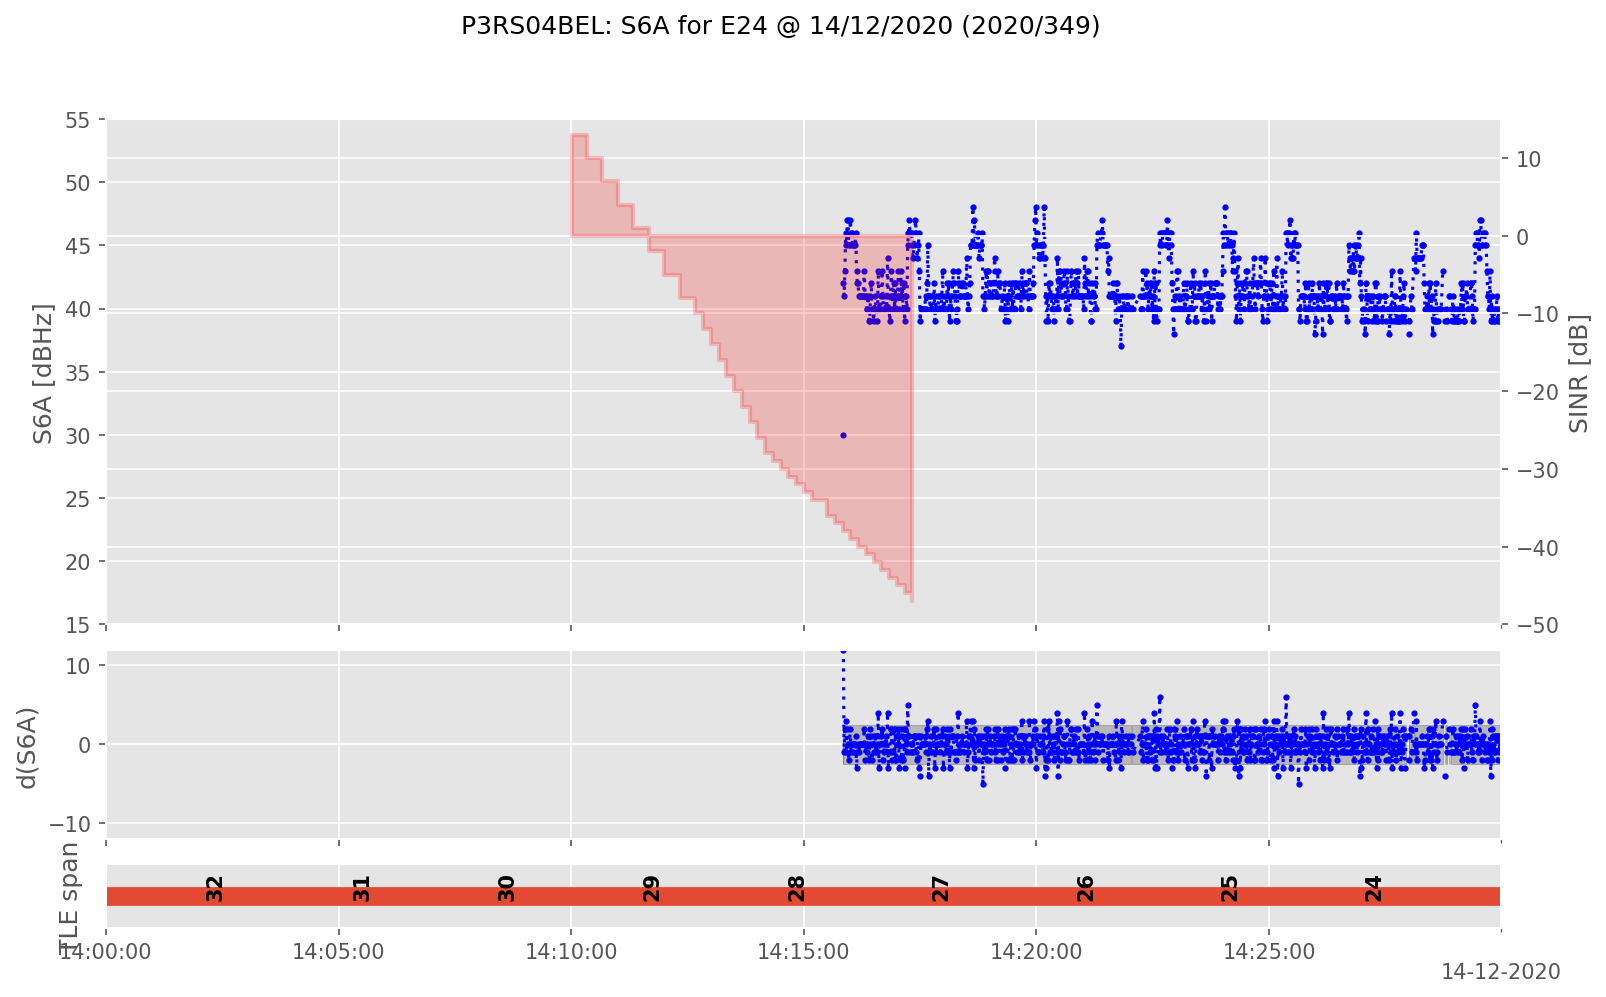 P3RS04BEL: S6A for E24 @ 14/12/2020 (2020/349)
S6A [dBHz]
55
50
45
40
35
30
25
20
15
SINR [dB]
10
0
−10
−20
−30
−40
−50
d(S6A)
10
0
−10
TLE span
32 31 30 29 28 27 26 25 24
14:00:00 14:05:00 14:10:00 14:15:00 14:20:00 14:25:00
14-12-2020